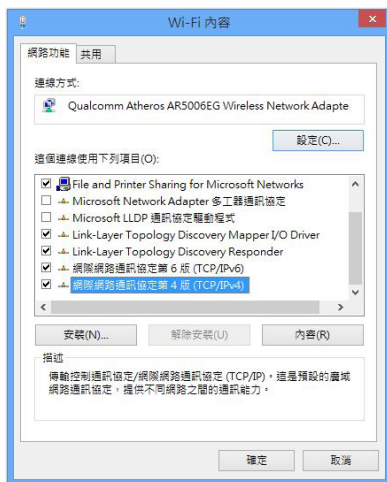 Wi-Fi 內容
網路功能 共用
連線方式:
Qualcomm Atheros AR5006EG Wireless Network Adapte
設定(C)...
這個連線使用下列項目(O):
File and Printer Sharing for Microsoft Networks
Microsoft Network Adapter 多工器通訊協定
Microsoft LLDP 通訊協定驅動程式
Link-Layer Topology Discovery Mapper I/O Driver
Link-Layer Topology Discovery Responder
網際網路通訊協定第 6 版 (TCP/IPv6)
網際網路通訊協定第 4 版 (TCP/IPv4)
安裝(N)... 解除安裝(U) 內容(R)
描述
傳輸控制通訊協定/網際網路通訊協定 (TCP/IP)。這是預設的廣域
網路通訊協定，提供不同網路之間的通訊能力。
確定 取消